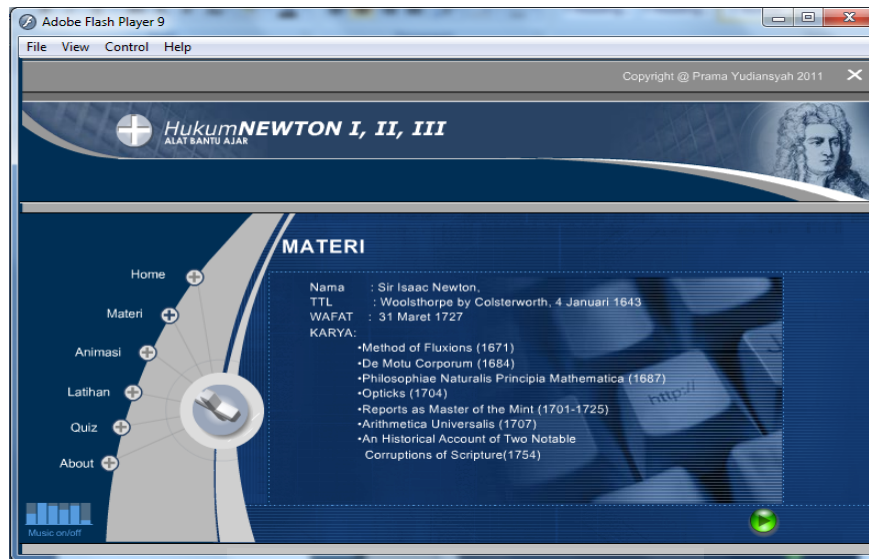 Adobe Flash Player 9
File View Control Help
Copyright @ Prama Yudiansyah 2011
HukumNEWTON I, II, III
ALAT BANTU AJAR
MATERI
Home
Materi
Animasi
Latihan
Quiz
About
Music on/off
Nama : Sir Isaac Newton,
TTL : Woolsthorpe by Colsterworth, 4 Januari 1643
WAFAT : 31 Maret 1727
KARYA:
•Method of Fluxions (1671)
•De Motu Corporum (1684)
•Philosophiae Naturalis Principia Mathematica (1687)
•Opticks (1704)
•Reports as Master of the Mint (1701-1725)
•Arithmetica Universalis (1707)
•An Historical Account of Two Notable
Corruptions of Scripture(1754)
http://